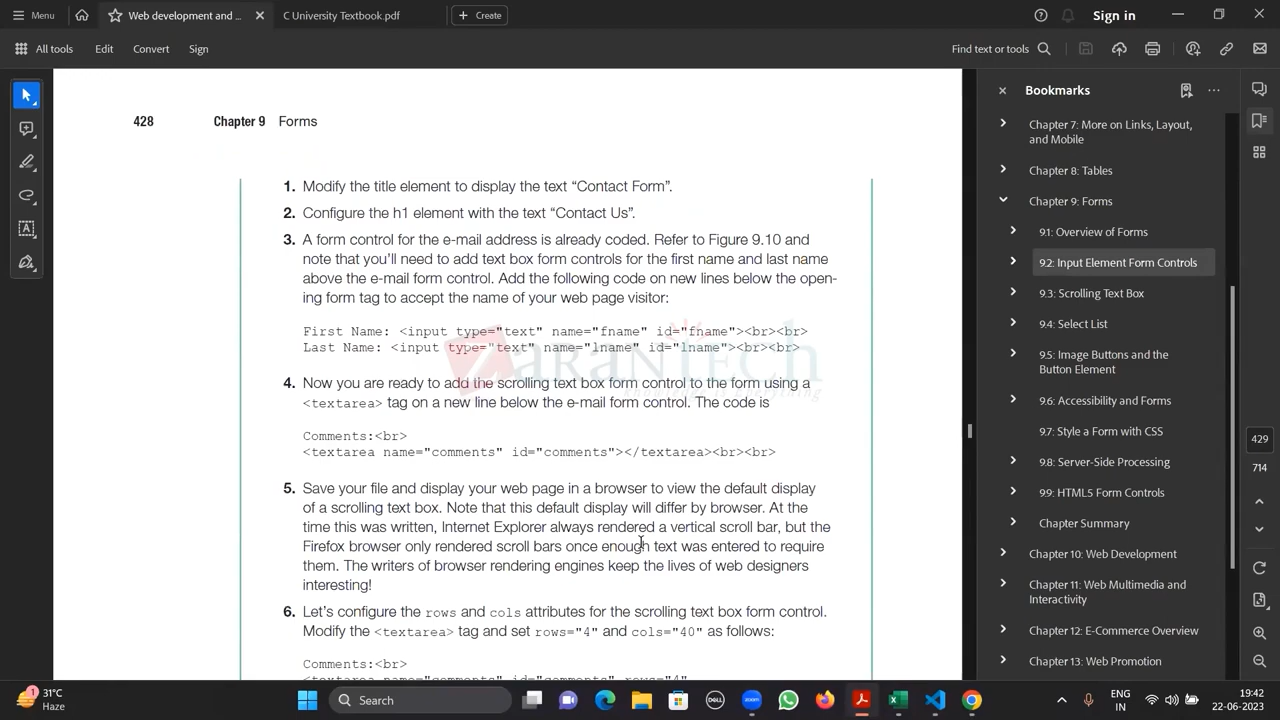 Menu
Web development and ...
C University Textbook.pdf
Create
Sign in
All tools
Edit
Convert
Sign
Find text or tools
428 Chapter 9 Forms
1. Modify the title element to display the text “Contact Form”.
2. Configure the h1 element with the text “Contact Us”.
3. A form control for the e-mail address is already coded. Refer to Figure 9.10 and
note that you’ll need to add text box form controls for the first name and last name
above the e-mail form control. Add the following code on new lines below the open-
ing form tag to accept the name of your web page visitor:
First Name: <input type="text" name="fname" id="fname"><br><br>
Last Name: <input type="text" name="lname" id="lname"><br><br>
ZARANTECH
Knowledge is Everything
4. Now you are ready to add the scrolling text box form control to the form using a
<textarea> tag on a new line below the e-mail form control. The code is
Comments:<br>
<textarea name="comments" id="comments"></textarea><br><br>
5. Save your file and display your web page in a browser to view the default display
of a scrolling text box. Note that this default display will differ by browser. At the
time this was written, Internet Explorer always rendered a vertical scroll bar, but the
Firefox browser only rendered scroll bars once enough text was entered to require
them. The writers of browser rendering engines keep the lives of web designers
interesting!
6. Let’s configure the rows and cols attributes for the scrolling text box form control.
Modify the <textarea> tag and set rows="4" and cols="40" as follows:
Comments:<br>
<textarea name="comments" id="comments" rows="4"
Bookmarks
Chapter 7: More on Links, Layout,
and Mobile
Chapter 8: Tables
Chapter 9: Forms
9.1: Overview of Forms
9.2: Input Element Form Controls
9.3: Scrolling Text Box
9.4: Select List
9.5: Image Buttons and the
Button Element
9.6: Accessibility and Forms
9.7: Style a Form with CSS
9.8: Server-Side Processing
9.9: HTML5 Form Controls
Chapter Summary
Chapter 10: Web Development
Chapter 11: Web Multimedia and
Interactivity
Chapter 12: E-Commerce Overview
Chapter 13: Web Promotion
429
714
1
31°C
Haze
Search
DELL
ENG
IN
19:42
22-06-2023